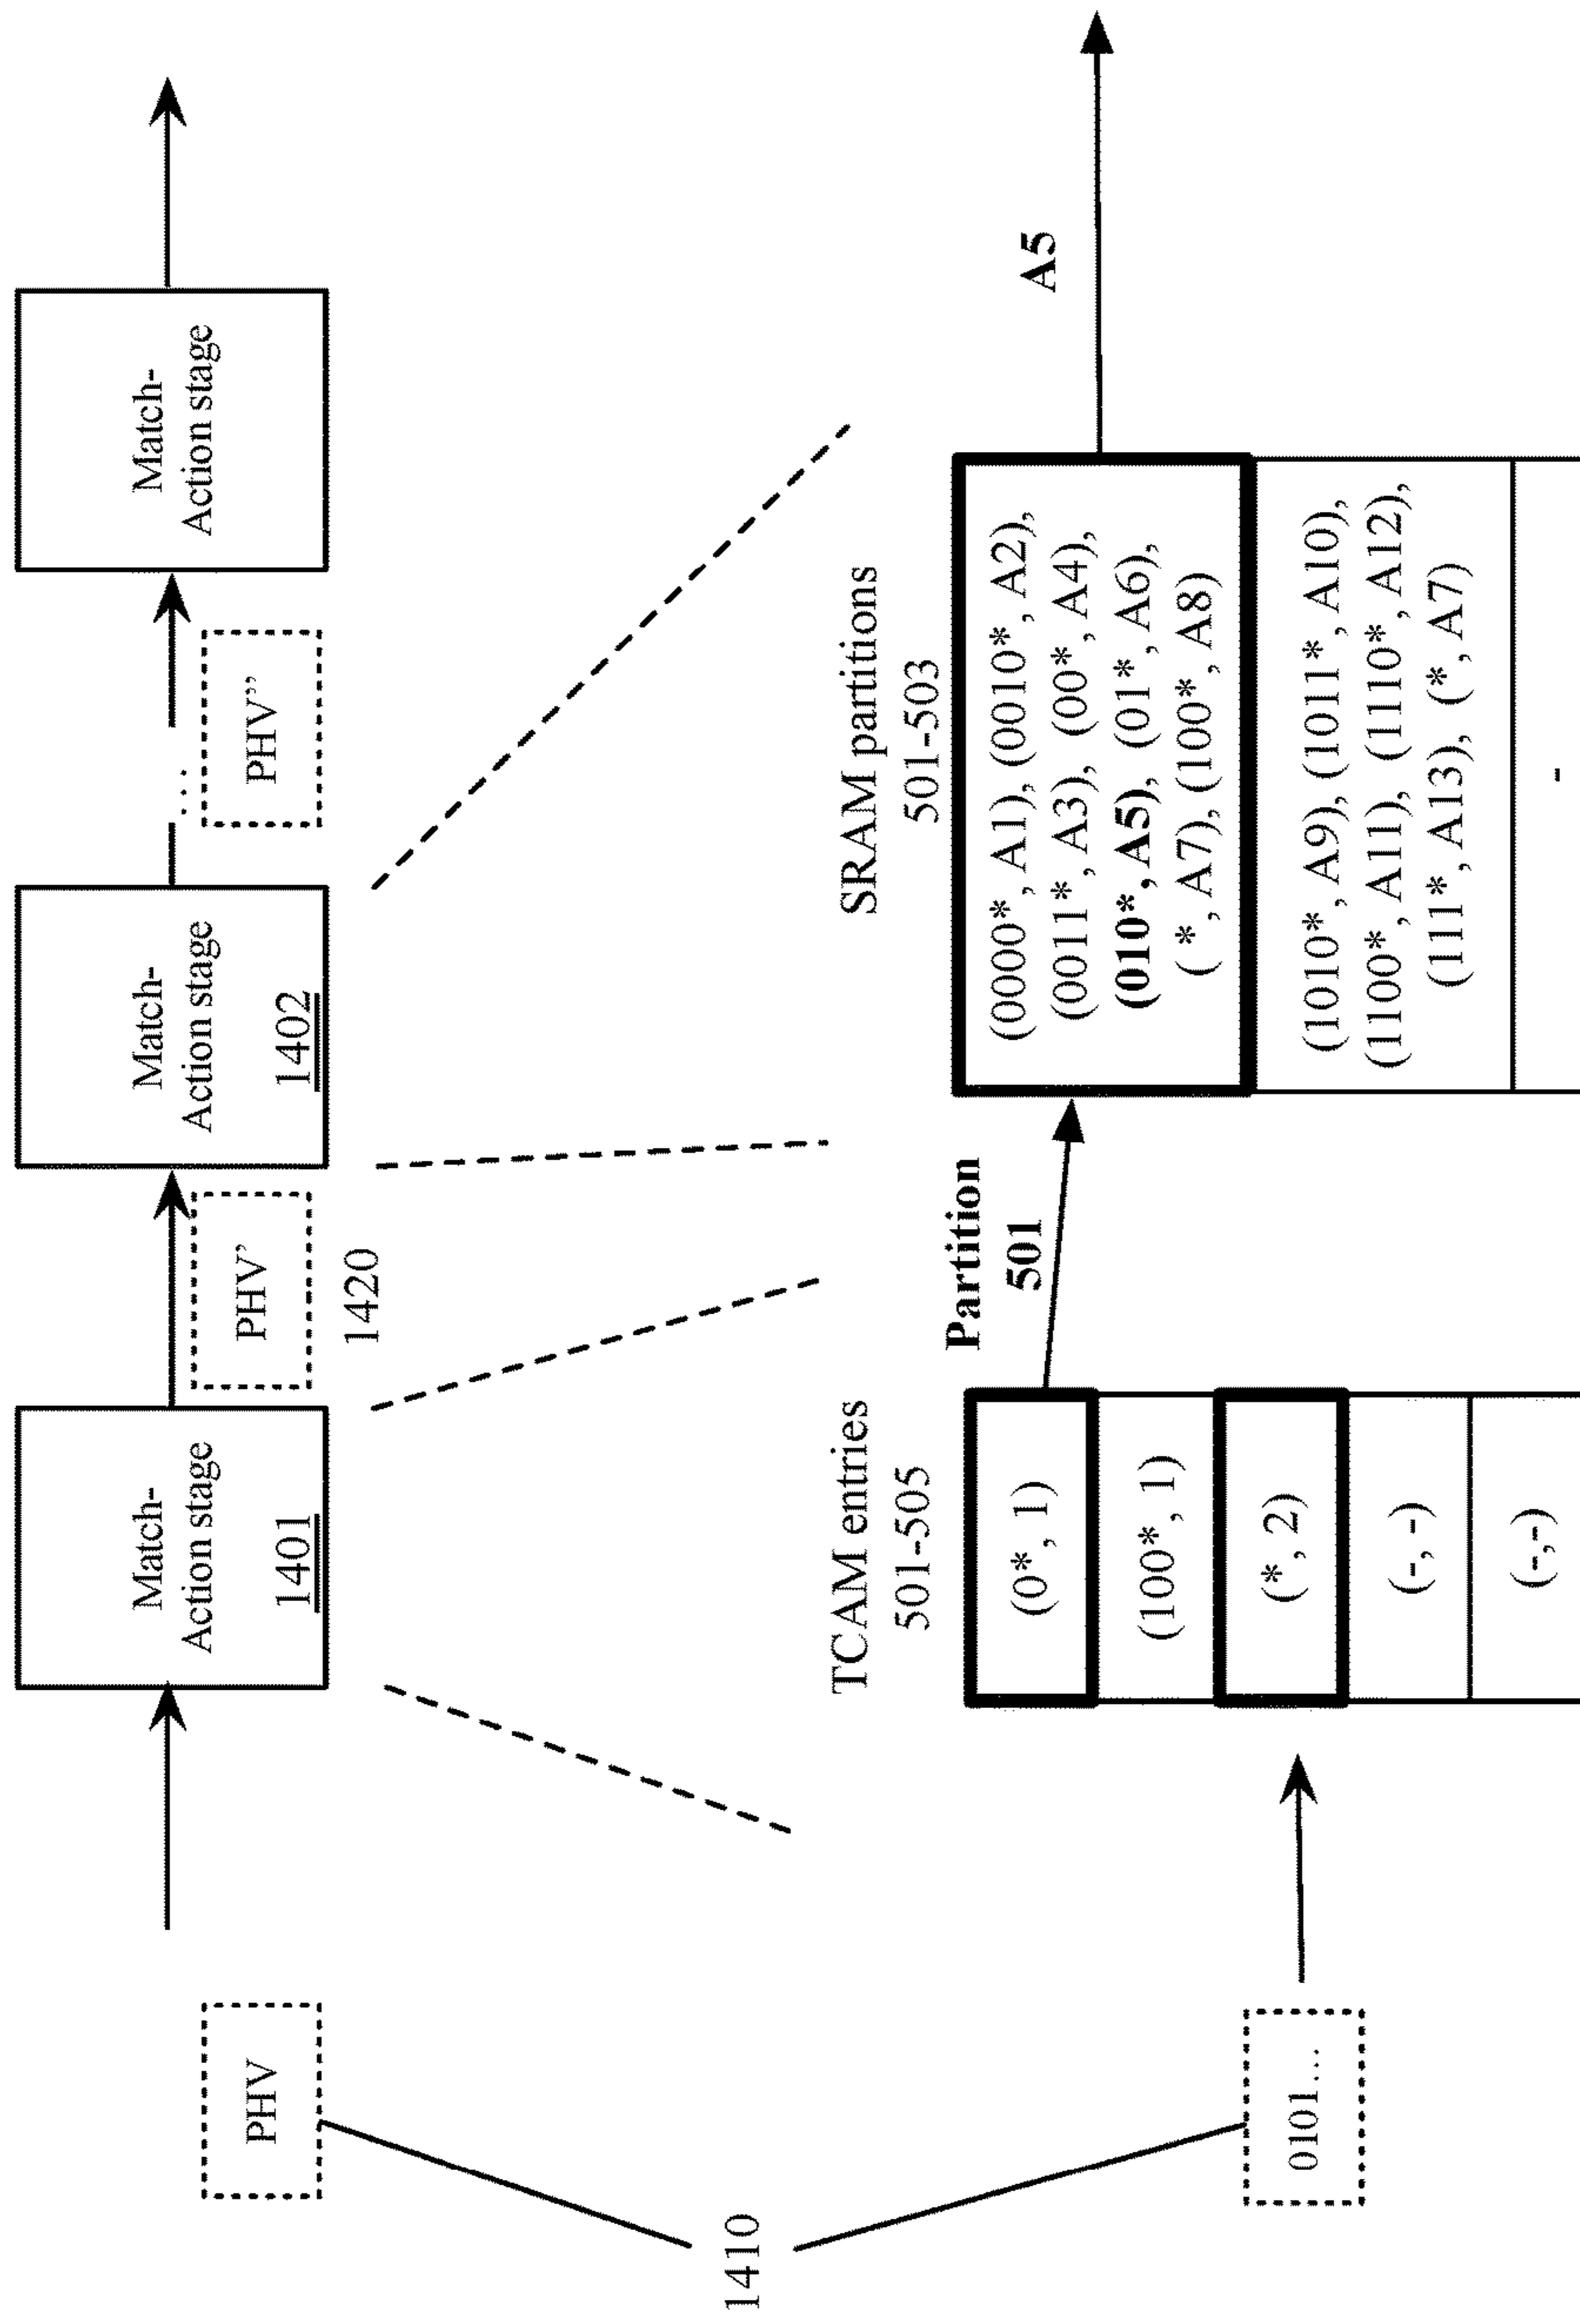 PHV
Match-
Action stage
1401
PHV’
1420
Match-
Action stage
1402
...
PHV’’
Match-
Action stage
1410
TCAM entries
501-505
Partition
501
SRAM partitions
501-503
A5
0101...
(0*, 1)
(100*, 1)
(*, 2)
(-, -)
(-,-)
(0000*, A1), (0010*, A2),
(0011*, A3), (00*, A4),
(010*, A5), (01*, A6),
(*, A7), (100*, A8)
(1010*, A9), (1011*, A10),
(1100*, A11), (1110*, A12),
(111*, A13), (*, A7)
-